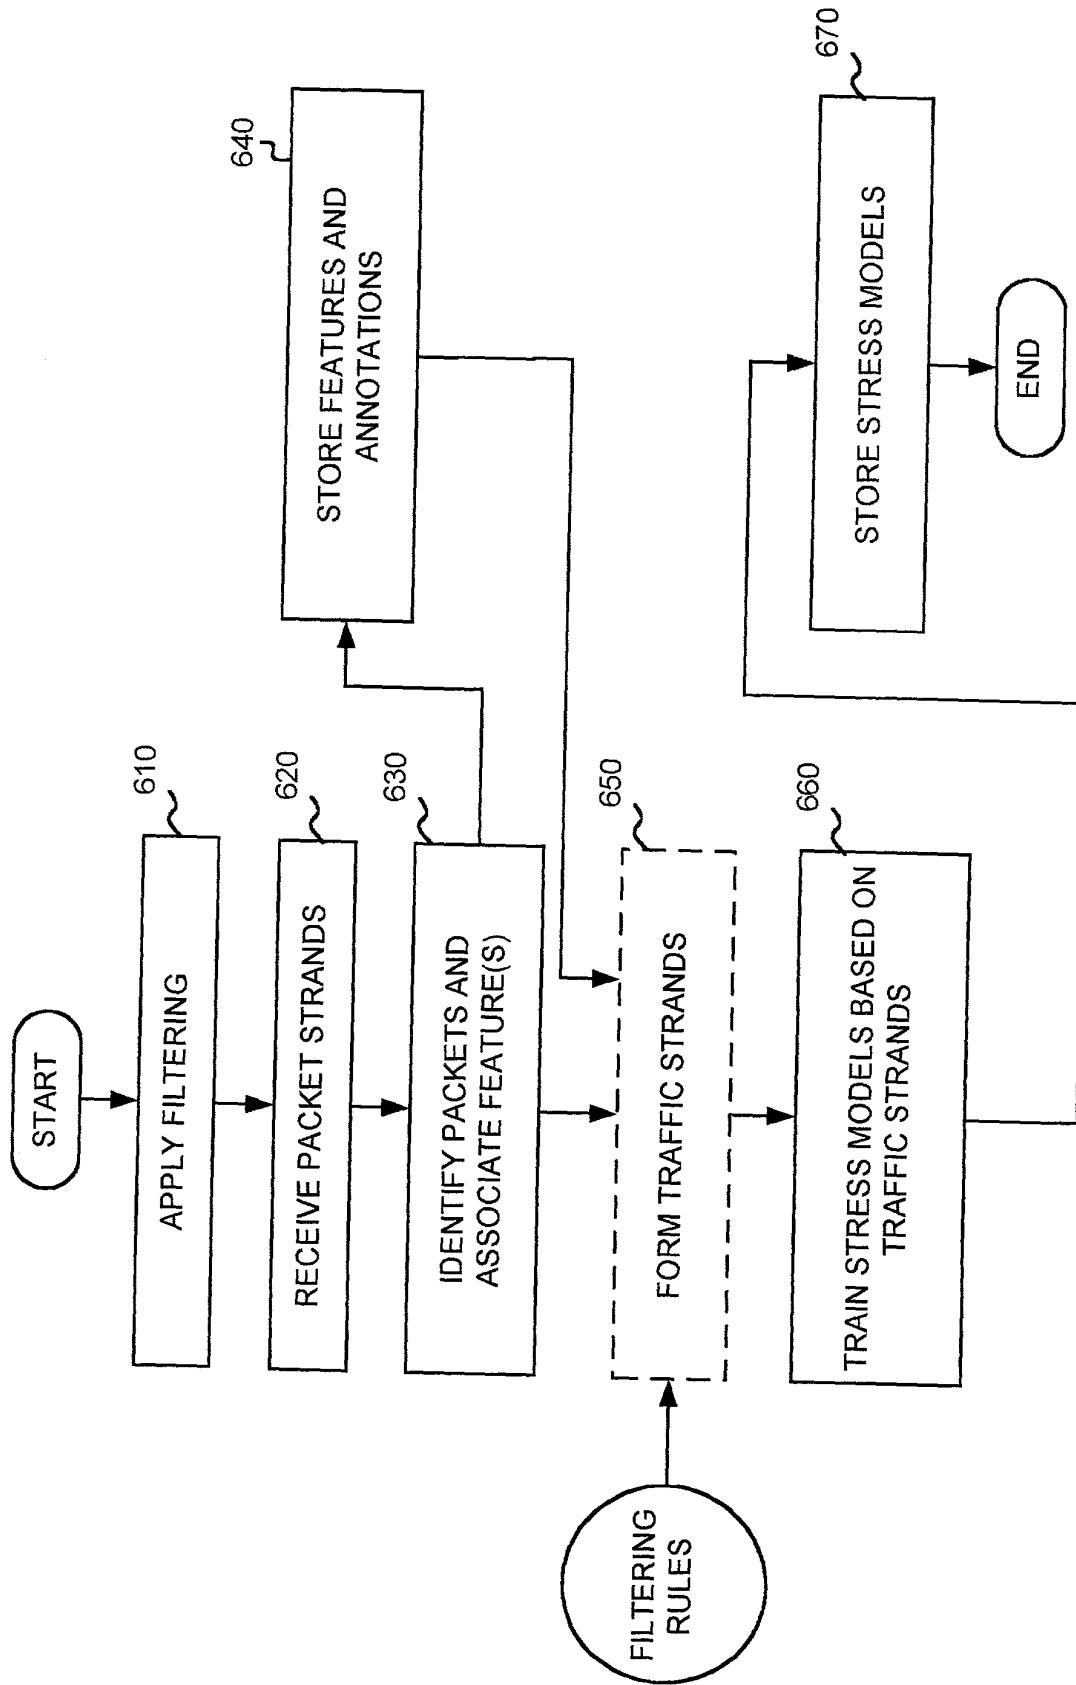 START
610
APPLY FILTERING
620
RECEIVE PACKET STRANDS
630
IDENTIFY PACKETS AND
ASSOCIATE FEATURE(S)
640
STORE FEATURES AND
ANNOTATIONS
650
FORM TRAFFIC STRANDS
FILTERING
RULES
660
TRAIN STRESS MODELS BASED ON
TRAFFIC STRANDS
670
STORE STRESS MODELS
END